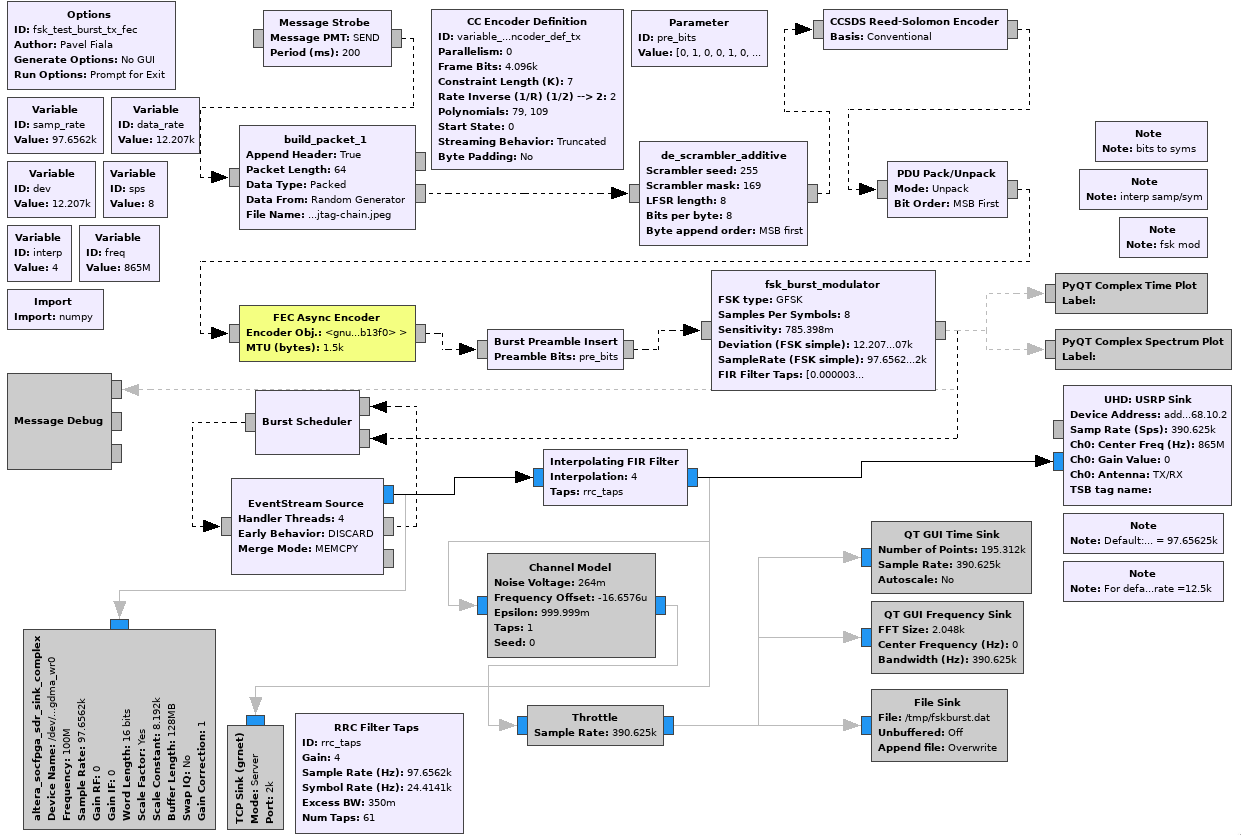 Options
ID: fsk_test_burst_tx_fec
Author: Pavel Fiala
Generate Options: No GUI
Run Options: Prompt for Exit
Message Strobe
Message PMT: SEND
Period (ms): 200
CC Encoder Definition
ID: variable_...ncoder_def_tx
Parallelism: 0
Frame Bits: 4.096k
Constraint Length (K): 7
Rate Inverse (1/R) (1/2) --> 2: 2
Polynomials: 79, 109
Start State: 0
Streaming Behavior: Truncated
Byte Padding: No
Parameter
ID: pre_bits
Value: [0, 1, 0, 0, 1, 0, ...
CCSDS Reed-Solomon Encoder
Basis: Conventional
Variable
ID: samp_rate
Value: 97.6562k
Variable
ID: data_rate
Value: 12.207k
Variable
ID: dev
Value: 12.207k
Variable
ID: sps
Value: 8
Variable
ID: interp
Value: 4
Variable
ID: freq
Value: 865M
Import
Import: numpy
build_packet_1
Append Header: True
Packet Length: 64
Data Type: Packed
Data From: Random Generator
File Name: ...jtag-chain.jpeg
de_scrambler_additive
Scrambler seed: 255
Scrambler mask: 169
LFSR length: 8
Bits per byte: 8
Byte append order: MSB first
PDU Pack/Unpack
Mode: Unpack
Bit Order: MSB First
Note
Note: bits to syms
Note
Note: interp samp/sym
Note
Note: fsk mod
FEC Async Encoder
Encoder Obj.: <gnu...b13f0> >
MTU (bytes): 1.5k
Burst Preamble Insert
Preamble Bits: pre_bits
fsk_burst_modulator
FSK type: GFSK
Samples Per Symbols: 8
Sensitivity: 785.398m
Deviation (FSK simple): 12.207...07k
SampleRate (FSK simple): 97.6562...2k
FIR Filter Taps: [0.000003...
PyQT Complex Time Plot
Label:
PyQT Complex Spectrum Plot
Label:
Message Debug
Burst Scheduler
EventStream Source
Handler Threads: 4
Early Behavior: DISCARD
Merge Mode: MEMCPY
Interpolating FIR Filter
Interpolation: 4
Taps: rrc_taps
UHD: USRP Sink
Device Address: add...68.10.2
Samp Rate (Sps): 390.625k
Ch0: Center Freq (Hz): 865M
Ch0: Gain Value: 0
Ch0: Antenna: TX/RX
TSB tag name:
Note
Note: Default:... = 97.65625k
Note
Note: For defa...rate =12.5k
Channel Model
Noise Voltage: 264m
Frequency Offset: -16.6576u
Epsilon: 999.999m
Taps: 1
Seed: 0
QT GUI Time Sink
Number of Points: 195.312k
Sample Rate: 390.625k
Autoscale: No
QT GUI Frequency Sink
FFT Size: 2.048k
Center Frequency (Hz): 0
Bandwidth (Hz): 390.625k
File Sink
File: /tmp/fskburst.dat
Unbuffered: Off
Append file: Overwrite
Throttle
Sample Rate: 390.625k
altera_socfpga_sdr_sink_complex
Device Name: /dev/...gdma_wr0
Frequency: 100M
Sample Rate: 97.6562k
Gain RF: 0
Gain IF: 0
Word Length: 16 bits
Scale Factor: Yes
Scale Constant: 8.192k
Buffer Length: 128MB
Swap IQ: No
Gain Correction: 1
TCP Sink (grnet)
Mode: Server
Port: 2k
RRC Filter Taps
ID: rrc_taps
Gain: 4
Sample Rate (Hz): 97.6562k
Symbol Rate (Hz): 24.4141k
Excess BW: 350m
Num Taps: 61